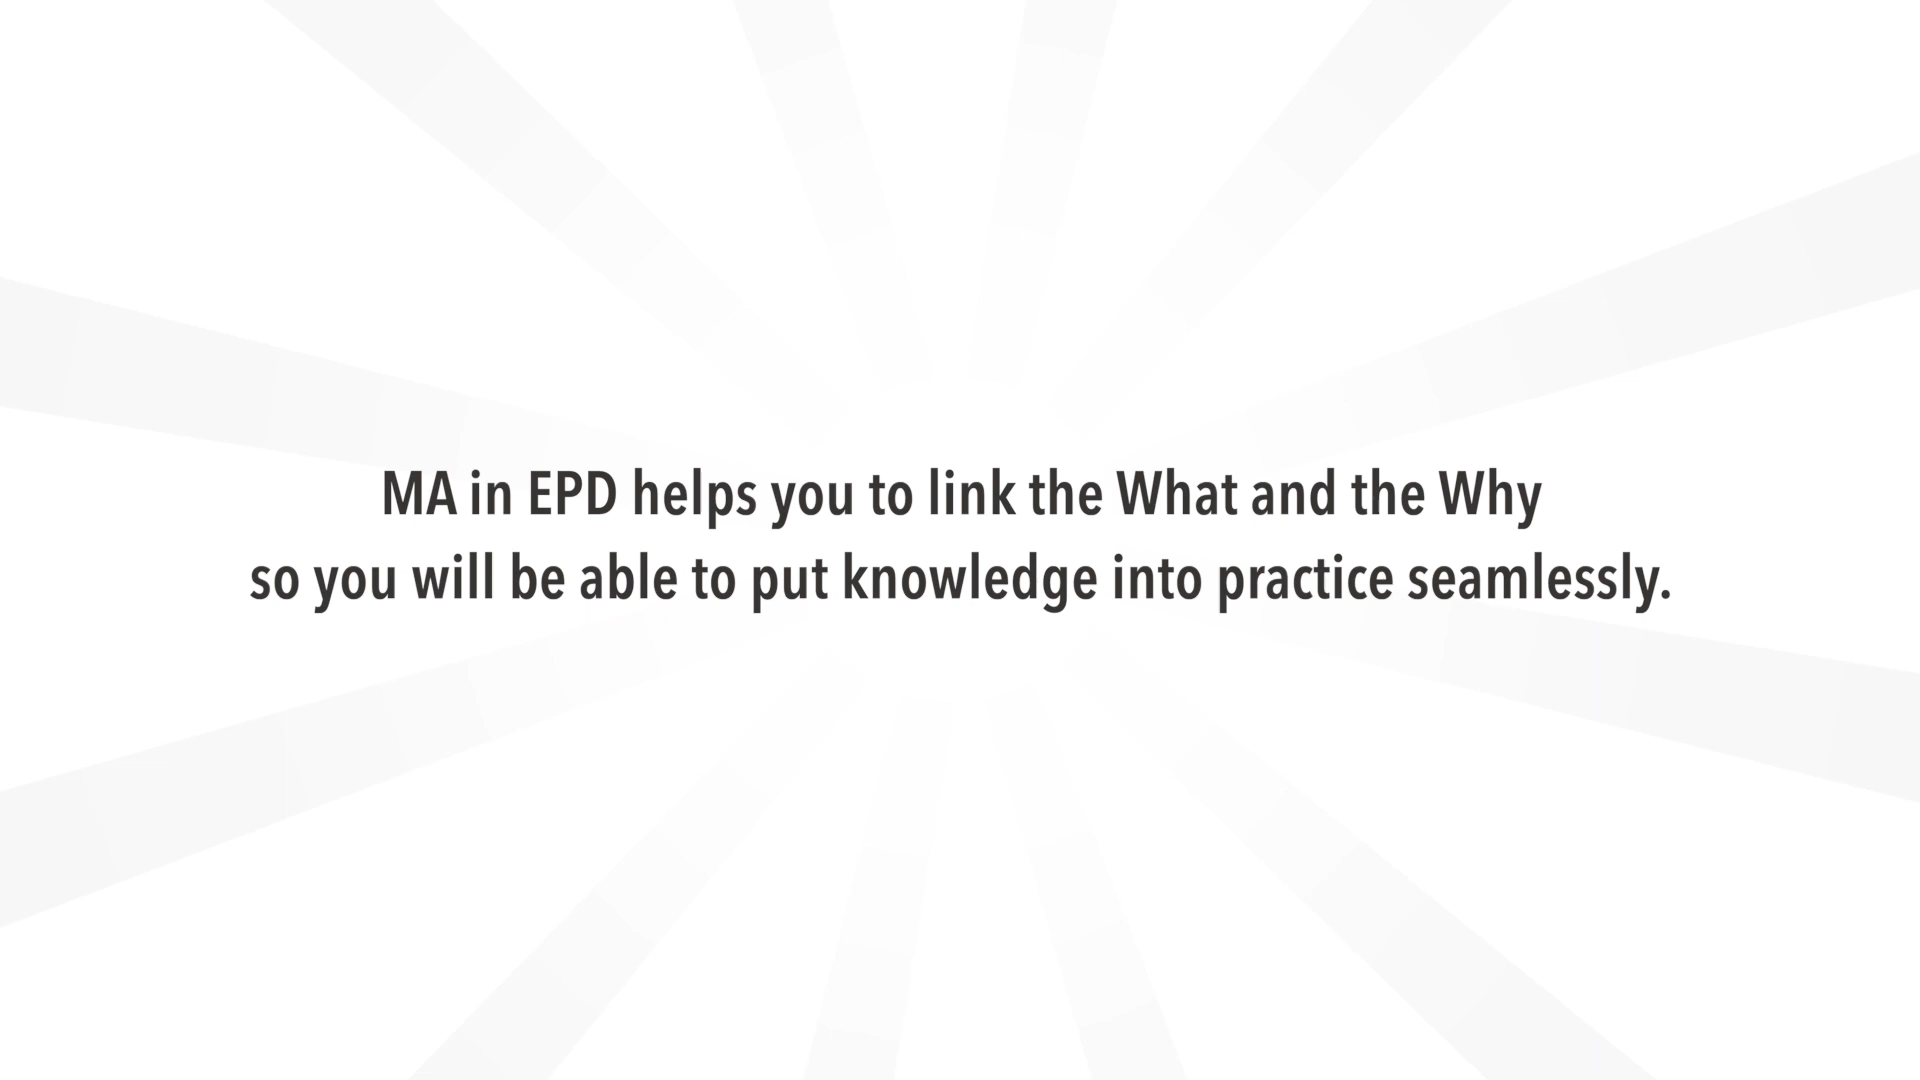 MA in EPD helps you to link the What and the Why
so you will be able to put knowledge into practice seamlessly.